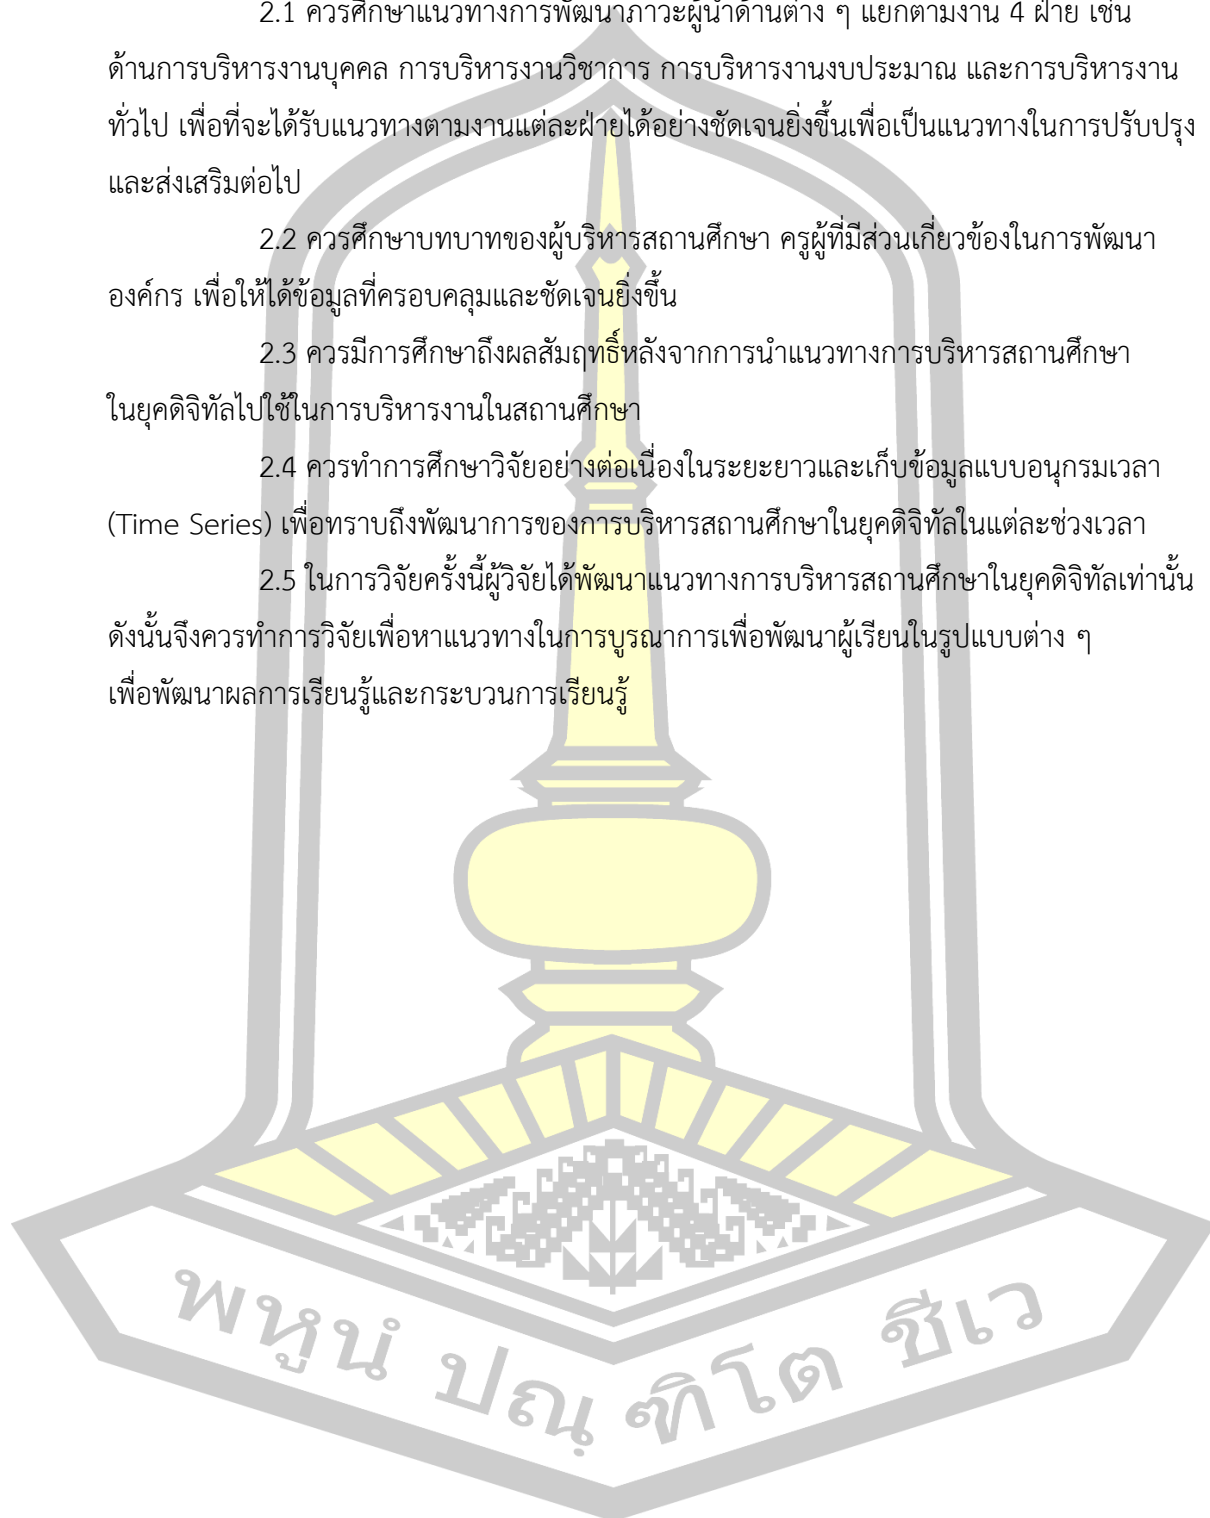 2.1 ควรศึกษาแนวทางการพัฒนาภาวะผู้นำด้านต่าง ๆ แยกตามงาน 4 ฝ่าย เช่น
ด้านการบริหารงานบุคคล การบริหารงานวิชาการ การบริหารงานงบประมาณ และการบริหารงาน
ทั่วไป เพื่อที่จะได้รับแนวทางตามงานแต่ละฝ่ายได้อย่างชัดเจนยิ่งขึ้นเพื่อเป็นแนวทางในการปรับปรุง
และส่งเสริมต่อไป
2.2 ควรศึกษาบทบาทของผู้บริหารสถานศึกษา ครูผู้ที่มีส่วนเกี่ยวข้องในการพัฒนา
องค์กร เพื่อให้ได้ข้อมูลที่ครอบคลุมและชัดเจนยิ่งขึ้น
2.3 ควรมีการศึกษาถึงผลสัมฤทธิ์หลังจากการนำแนวทางการบริหารสถานศึกษา
ในยุคดิจิทัลไปใช้ในการบริหารงานในสถานศึกษา
2.4 ควรทำการศึกษาวิจัยอย่างต่อเนื่องในระยะยาวและเก็บข้อมูลแบบอนุกรมเวลา
(Time Series) เพื่อทราบถึงพัฒนาการของการบริหารสถานศึกษาในยุคดิจิทัลในแต่ละช่วงเวลา
2.5 ในการวิจัยครั้งนี้ผู้วิจัยได้พัฒนาแนวทางการบริหารสถานศึกษาในยุคดิจิทัลเท่านั้น
ดังนั้นจึงควรทำการวิจัยเพื่อหาแนวทางในการบูรณาการเพื่อพัฒนาผู้เรียนในรูปแบบต่าง ๆ
เพื่อพัฒนาผลการเรียนรู้และกระบวนการเรียนรู้
พหูนํ ปณฺฑิโต ชีเว